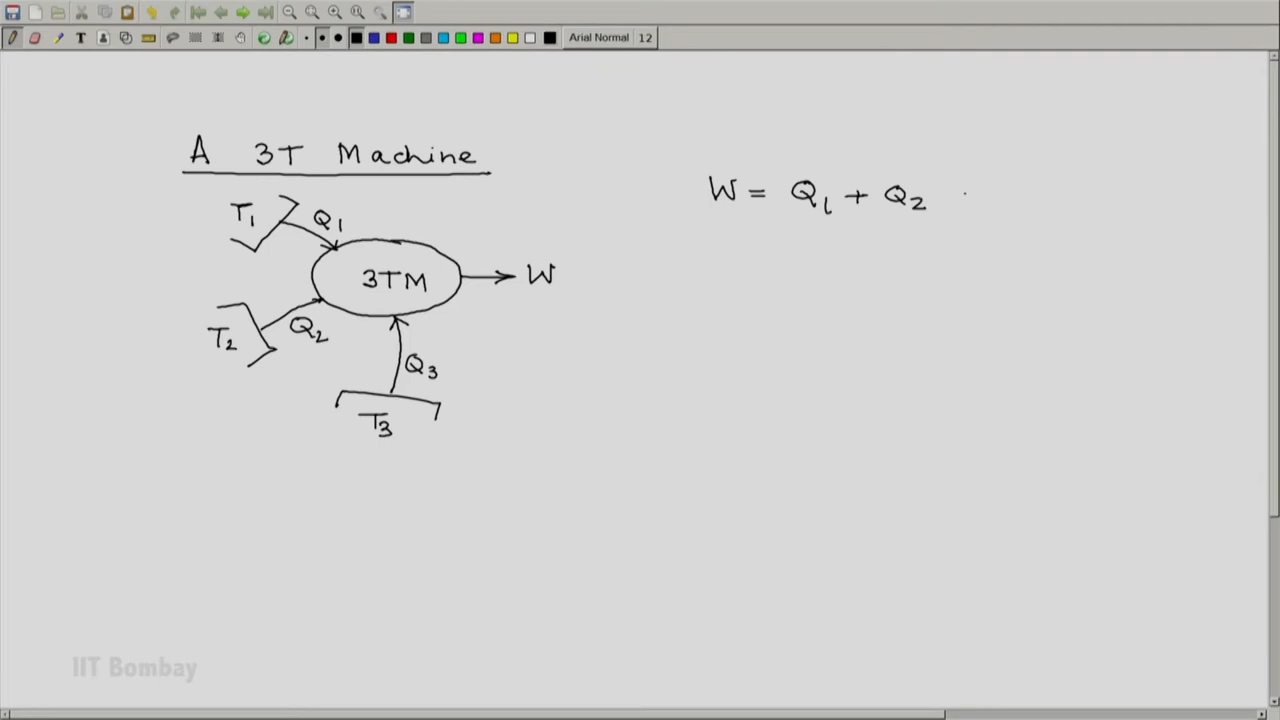 Arial Normal 12
A 3T Machine
W = Q1 + Q2
T1 Q1
3TM W
T2 Q2
Q3
T3
IIT Bombay